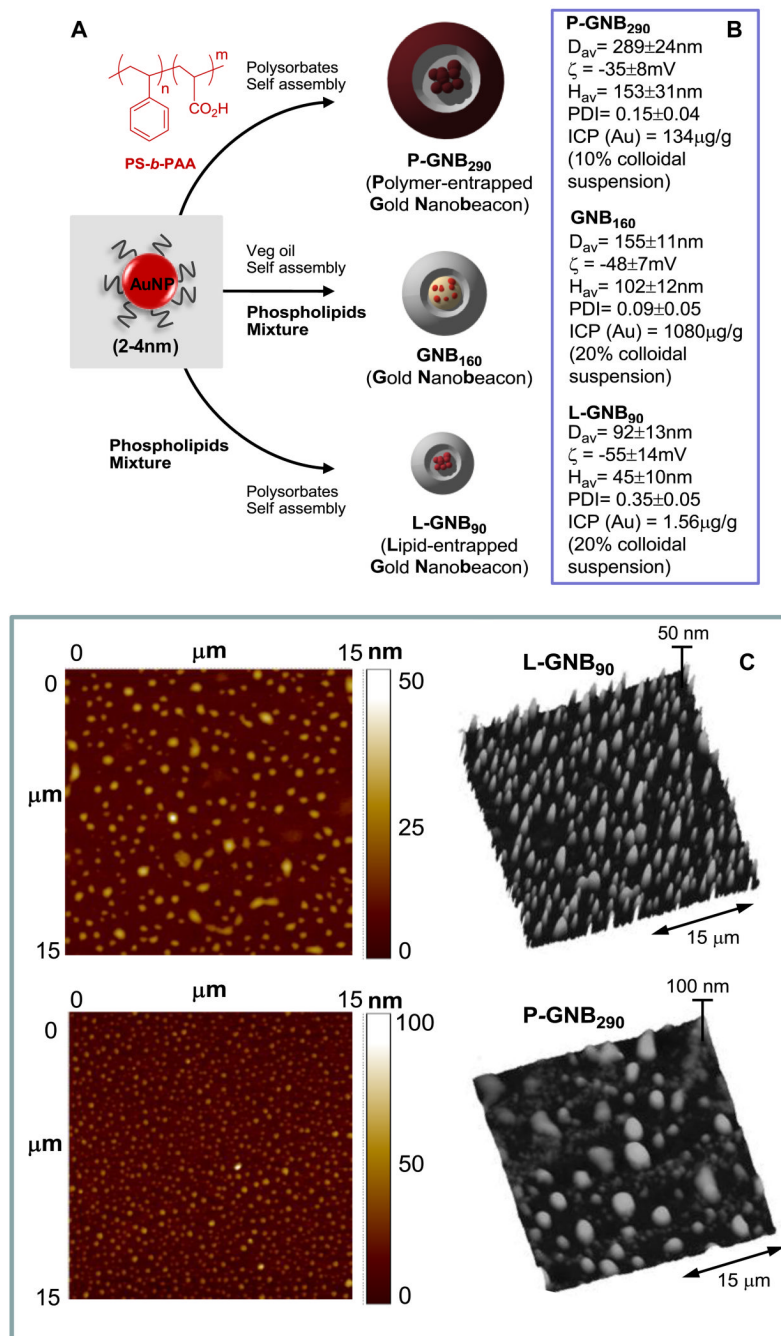 A
n
m
CO₂H
PS-b-PAA
Polysorbates
Self assembly
P-GNB₂₉₀
(Polymer-entrapped
Gold Nanobeacon)
AuNP
(2-4nm)
Veg oil
Self assembly
Phospholipids
Mixture
GNB₁₆₀
(Gold Nanobeacon)
Phospholipids
Mixture
Polysorbates
Self assembly
L-GNB₉₀
(Lipid-entrapped
Gold Nanobeacon)
B
P-GNB₂₉₀
Dav= 289±24nm
ζ = -35±8mV
Hav= 153±31nm
PDI= 0.15±0.04
ICP (Au) = 134μg/g
(10% colloidal
suspension)
GNB₁₆₀
Dav= 155±11nm
ζ = -48±7mV
Hav= 102±12nm
PDI= 0.09±0.05
ICP (Au) = 1080μg/g
(20% colloidal
suspension)
L-GNB₉₀
Dav= 92±13nm
ζ = -55±14mV
Hav= 45±10nm
PDI= 0.35±0.05
ICP (Au) = 1.56μg/g
(20% colloidal
suspension)
C
0 μm 15 nm
0
μm
15
50
25
0
L-GNB₉₀
50 nm
15 μm
0 μm 15 nm
0
μm
15
100
50
0
P-GNB₂₉₀
100 nm
15 μm